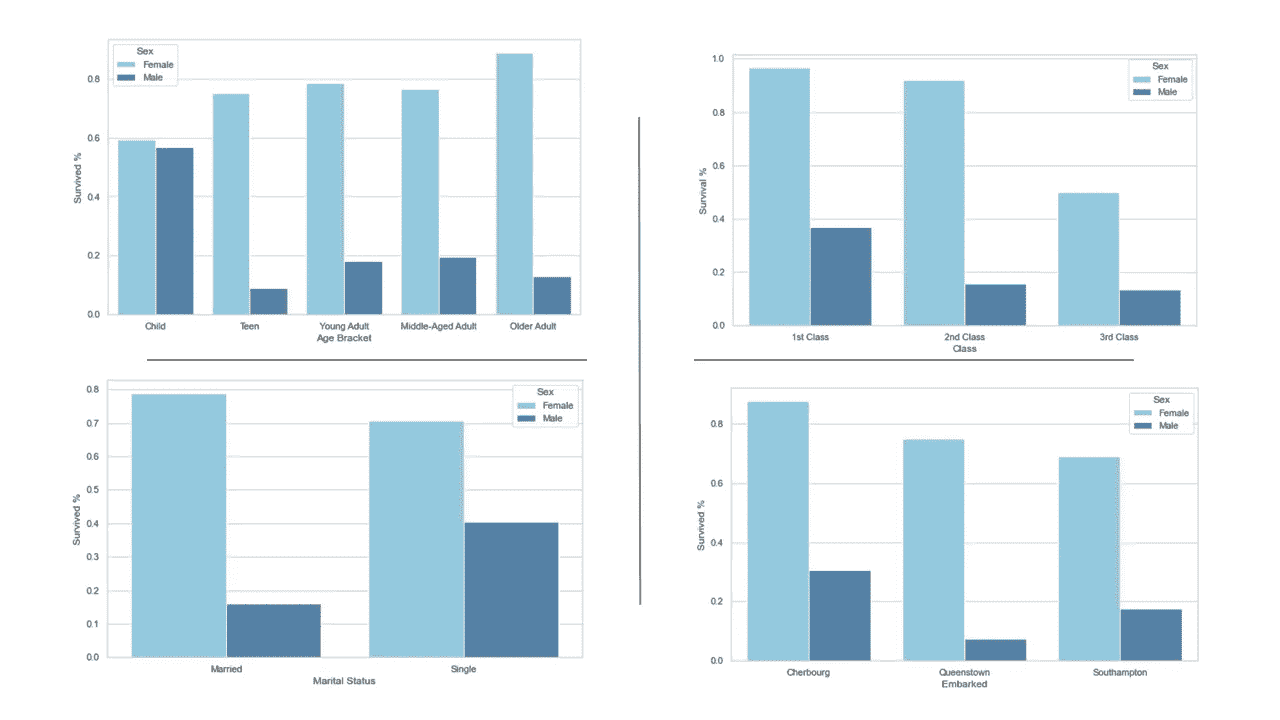 Sex
Female
Male
0.8
0.6
0.4
0.2
0.0
Survived %
Child Teen Young Adult Middle-Aged Adult Older Adult
Age Bracket
Sex
Female
Male
1.0
0.8
0.6
0.4
0.2
0.0
Survival %
1st Class 2nd Class 3rd Class
Class
Sex
Female
Male
0.8
0.7
0.6
0.5
0.4
0.3
0.2
0.1
0.0
Survived %
Married Single
Marital Status
Sex
Female
Male
0.8
0.6
0.4
0.2
0.0
Survived %
Cherbourg Queenstown Southampton
Embarked